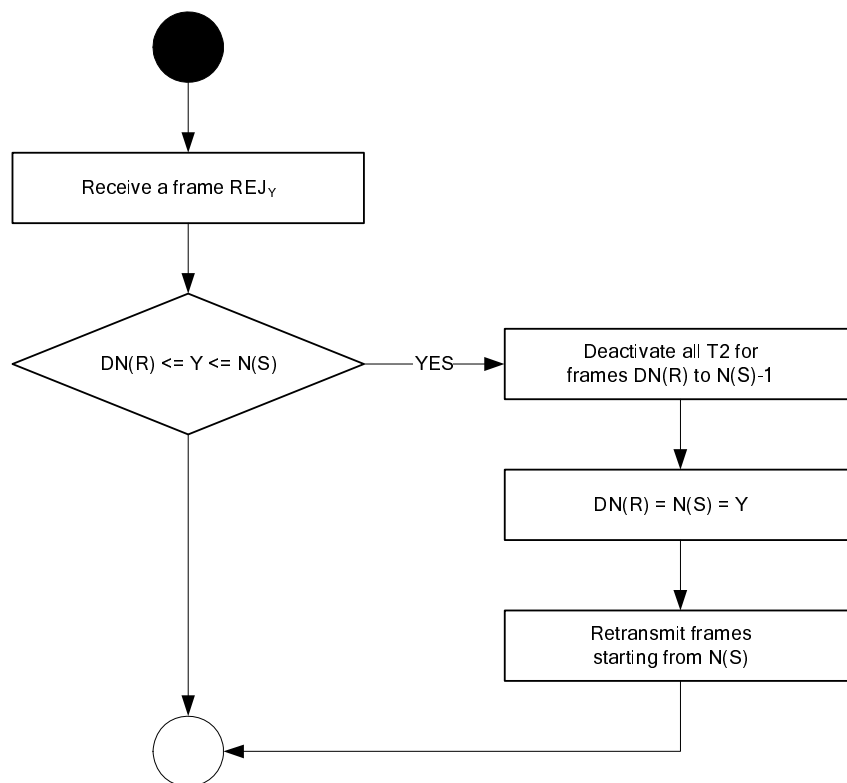 Receive a frame REJY
DN(R) <= Y <= N(S)
YES
Deactivate all T2 for
frames DN(R) to N(S)-1
DN(R) = N(S) = Y
Retransmit frames
starting from N(S)